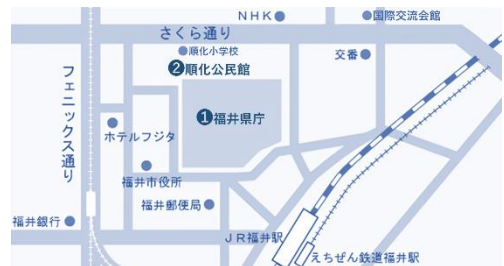 NHK
国際交流会館
さくら通り
順化小学校
交番
❷順化公民館
フェニックス通り
❶福井県庁
ホテルフジタ
福井市役所
福井郵便局
福井銀行
JR福井駅
えちぜん鉄道福井駅